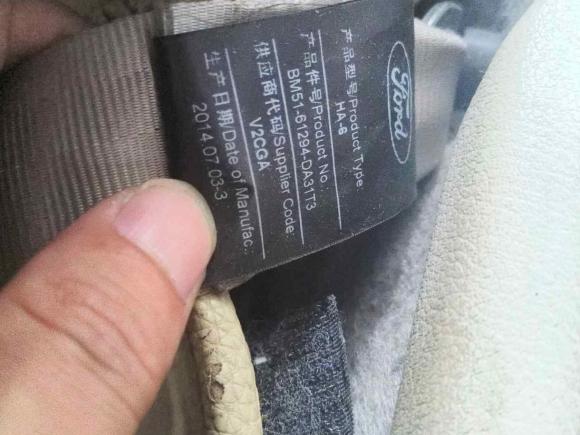 Ford
产品型号/Product Type:
HA-6
产品件号/Product No.:
BM51-61294-DA31T3
供应商代码/Supplier Code:
V2CGA
生产日期/Date of Manufac..
2014.07.03-3